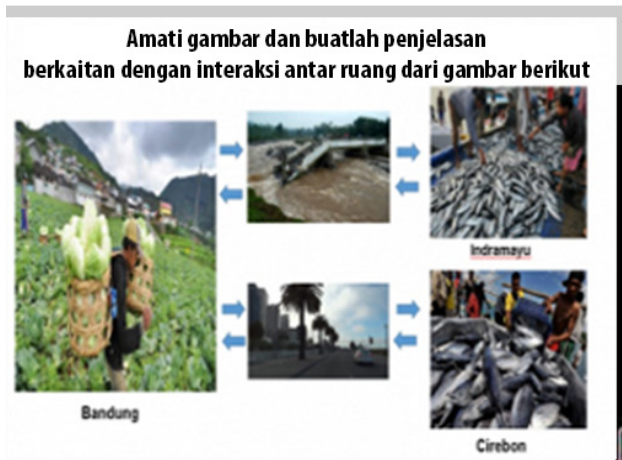 Amati gambar dan buatlah penjelasan
berkaitan dengan interaksi antar ruang dari gambar berikut
Indramayu
Bandung
Cirebon